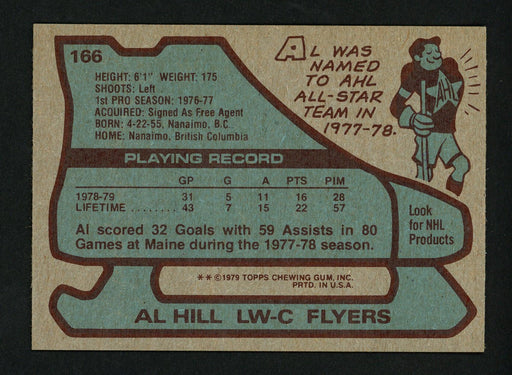 166
HEIGHT: 6'1" WEIGHT: 175
SHOOTS: Left
1st PRO SEASON: 1976-77
ACQUIRED: Signed As Free Agent
BORN: 4-22-55, Nanaimo, B.C.
HOME: Nanaimo, British Columbia
AL WAS
NAMED
TO AHL
ALL-STAR
TEAM IN
1977-78.
AHL
PLAYING RECORD
GP G A PTS PIM
1978-79 31 5 11 16 28
LIFETIME ..... 43 7 15 22 57
Al scored 32 Goals with 59 Assists in 80
Games at Maine during the 1977-78 season.
Look
for NHL
Products
**©1979 TOPPS CHEWING GUM, INC.
PRTD. IN U.S.A.
AL HILL LW-C FLYERS